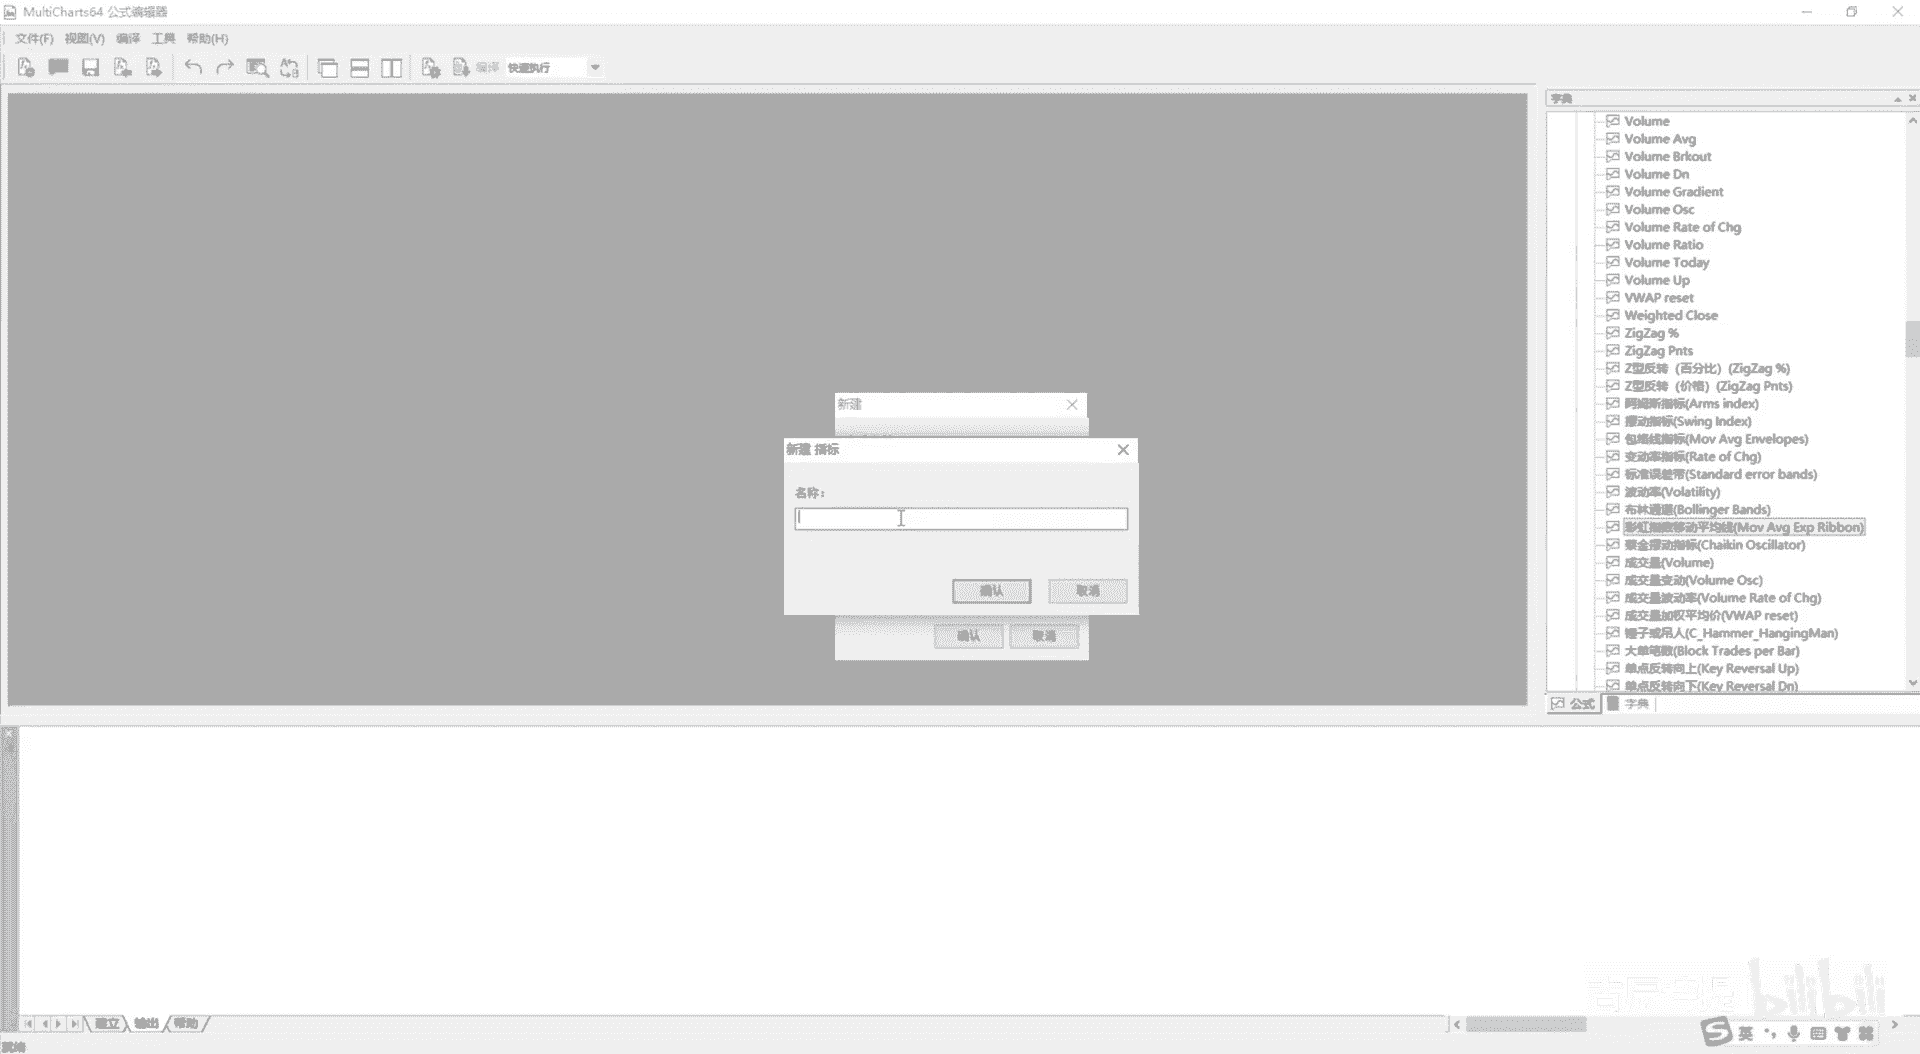 MultiCharts64 公式编辑器
文件(F) 视图(V) 编译 工具 帮助(H)
编译 快速执行
字典
Volume
Volume Avg
Volume Brkout
Volume Dn
Volume Gradient
Volume Osc
Volume Rate of Chg
Volume Ratio
Volume Today
Volume Up
VWAP reset
Weighted Close
ZigZag %
ZigZag Pnts
Z型反转（百分比）(ZigZag %)
Z型反转（价格）(ZigZag Pnts)
阿姆斯指标(Arms index)
摆动指标(Swing Index)
包络线指标(Mov Avg Envelopes)
变动率指标(Rate of Chg)
标准误差带(Standard error bands)
波动率(Volatility)
布林通道(Bollinger Bands)
彩虹指数移动平均线(Mov Avg Exp Ribbon)
蔡金摆动指标(Chaikin Oscillator)
成交量(Volume)
成交量变动(Volume Osc)
成交量波动率(Volume Rate of Chg)
成交量加权平均价(VWAP reset)
锤子或吊人(C_Hammer_HangingMan)
大单笔数(Block Trades per Bar)
单点反转向上(Key Reversal Up)
单点反转向下(Key Reversal Dn)
公式 字典
新建
新建 指标
名称：
确认 取消
确认 取消
建立 输出 帮助
就绪
bilibili
英